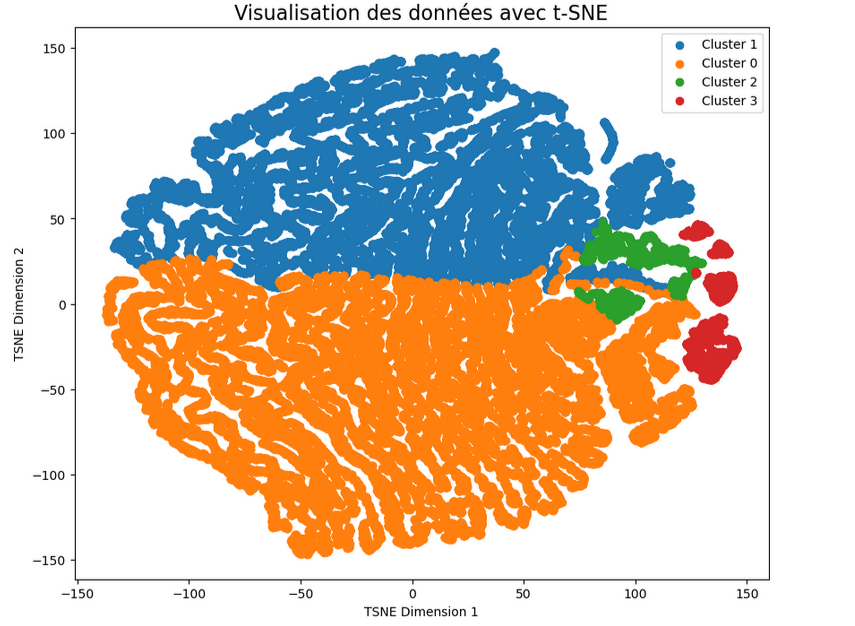 Visualisation des données avec t-SNE
Cluster 1
Cluster 0
Cluster 2
Cluster 3
150
100
50
0
−50
−100
−150
TSNE Dimension 2
−150
−100
−50
0
50
100
150
TSNE Dimension 1